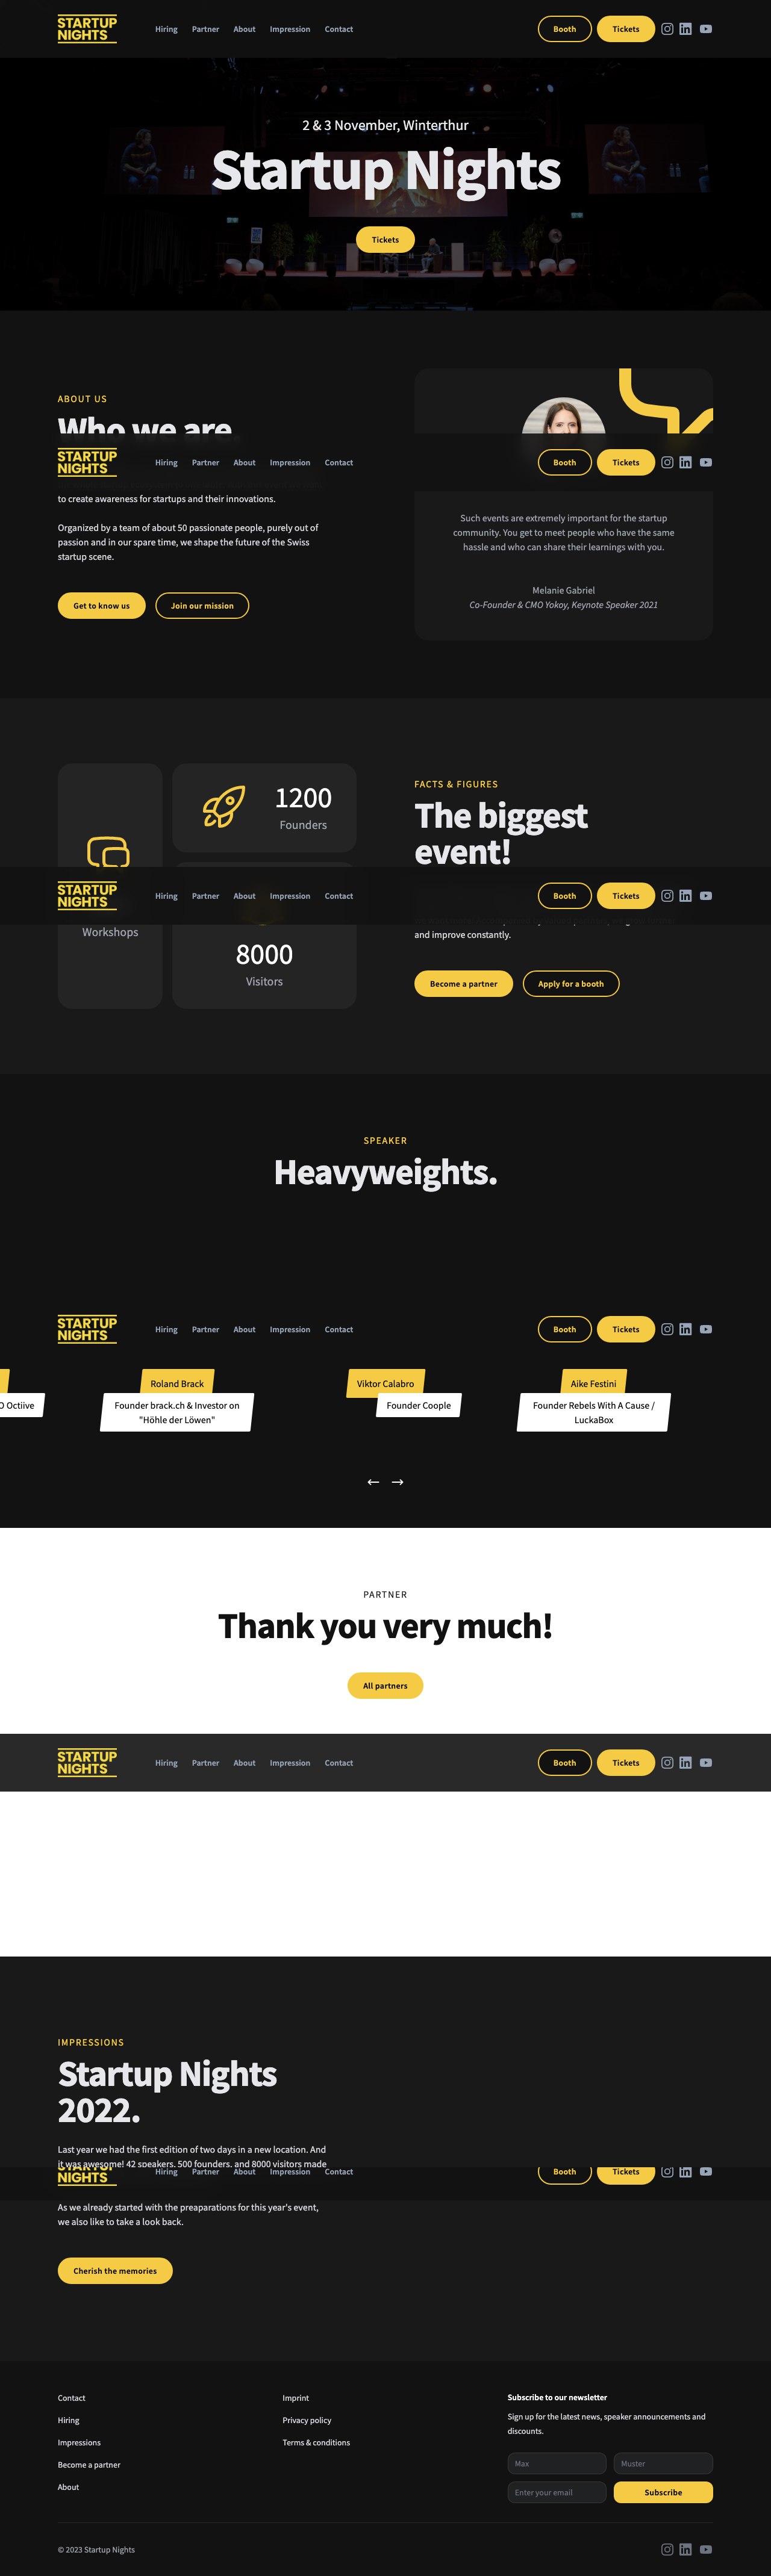 STARTUP
NIGHTS
Hiring Partner About Impression Contact
Booth Tickets
2 & 3 November, Winterthur
Startup Nights
Tickets
ABOUT US
Who we are.
STARTUP
NIGHTS
Hiring Partner About Impression Contact
Booth Tickets
to create awareness for startups and their innovations.
Organized by a team of about 50 passionate people, purely out of
passion and in our spare time, we shape the future of the Swiss
startup scene.
Get to know us Join our mission
Such events are extremely important for the startup
community. You get to meet people who have the same
hassle and who can share their learnings with you.
Melanie Gabriel
Co-Founder & CMO Yokoy, Keynote Speaker 2021
1200
Founders
Workshops
8000
Visitors
FACTS & FIGURES
The biggest
event!
STARTUP
NIGHTS
Hiring Partner About Impression Contact
Booth Tickets
and improve constantly.
Become a partner Apply for a booth
SPEAKER
Heavyweights.
STARTUP
NIGHTS
Hiring Partner About Impression Contact
Booth Tickets
O Octiive
Roland Brack
Founder brack.ch & Investor on
"Höhle der Löwen"
Viktor Calabro
Founder Coople
Aike Festini
Founder Rebels With A Cause /
LuckaBox
← →
PARTNER
Thank you very much!
All partners
STARTUP
NIGHTS
Hiring Partner About Impression Contact
Booth Tickets
IMPRESSIONS
Startup Nights
2022.
Last year we had the first edition of two days in a new location. And
it was awesome! 42 speakers, 500 founders, and 8000 visitors made
NIGHTS
Hiring Partner About Impression Contact
Booth Tickets
As we already started with the preaparations for this year's event,
we also like to take a look back.
Cherish the memories
Contact
Hiring
Impressions
Become a partner
About
Imprint
Privacy policy
Terms & conditions
Subscribe to our newsletter
Sign up for the latest news, speaker announcements and
discounts.
Max Muster
Enter your email Subscribe
© 2023 Startup Nights